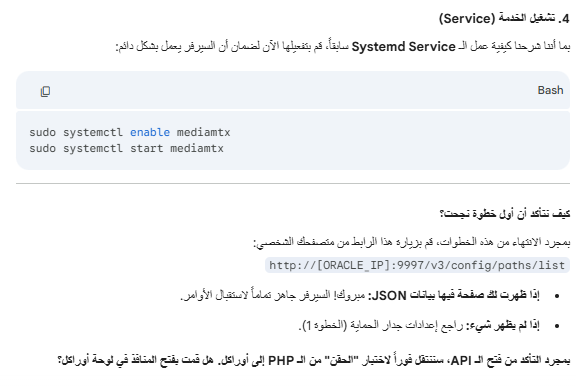 4. تشغيل الخدمة (Service)
بما أننا شرحنا كيفية عمل الـ Systemd Service سابقاً، قم بتفعيلها الآن لضمان أن السيرفر يعمل بشكل دائم:
Bash
sudo systemctl enable mediamtx
sudo systemctl start mediamtx
كيف نتأكد أن أول خطوة نجحت؟
بمجرد الانتهاء من هذه الخطوات، قم بزيارة هذا الرابط من متصفحك الشخصي:
http://[ORACLE_IP]:9997/v3/config/paths/list
• إذا ظهرت لك صفحة فيها بيانات JSON: مبروك! السيرفر جاهز تماماً لاستقبال الأوامر.
• إذا لم يظهر شيء: راجع إعدادات جدار الحماية (الخطوة 1).
بمجرد التأكد من فتح الـ API، سننتقل فوراً لاختبار "الحقن" من الـ PHP إلى أوراكل. هل قمت بفتح المنافذ في لوحة أوراكل؟